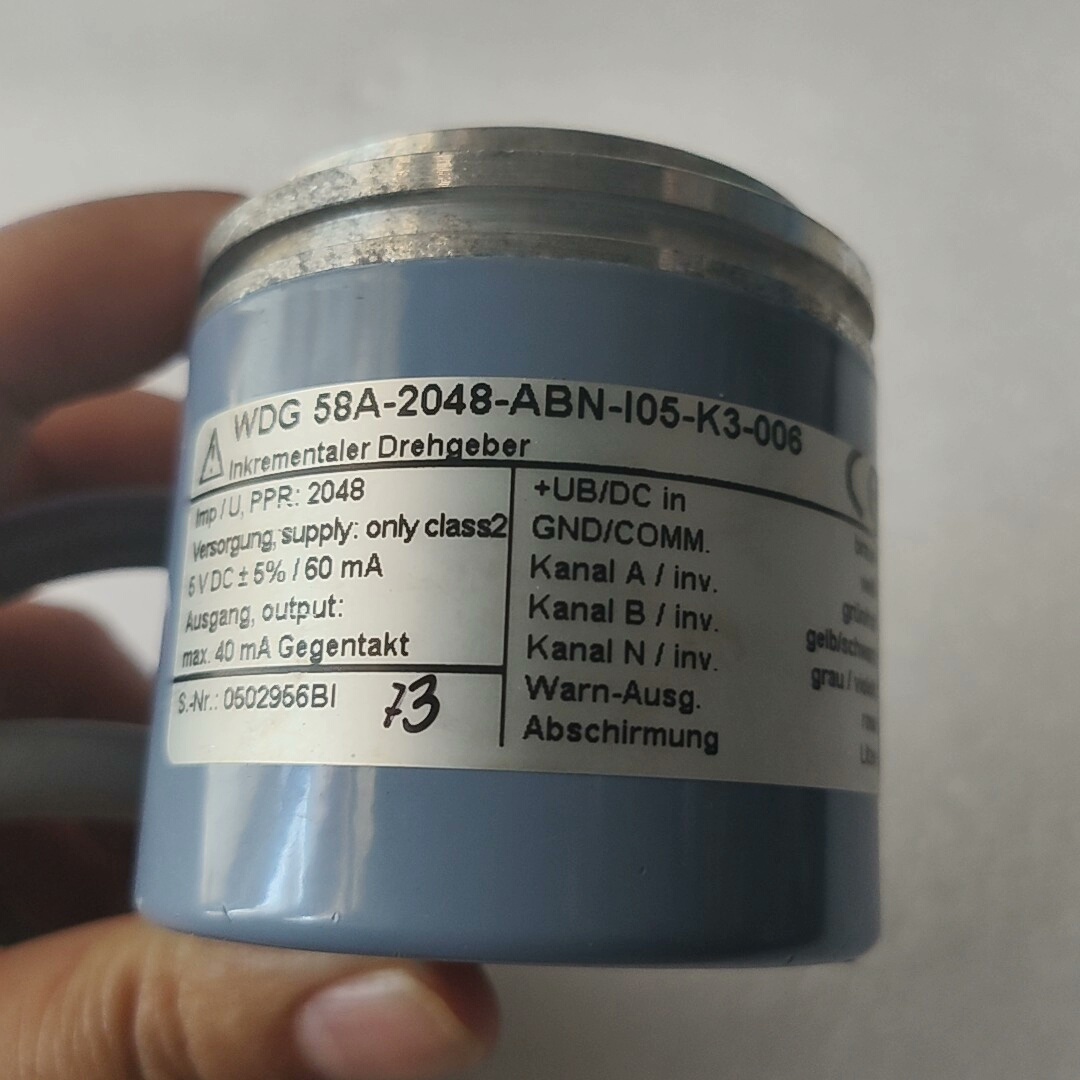 WDG 58A-2048-ABN-I05-K3-006
Inkrementaler Drehgeber
Imp / U, PPR: 2048
Versorgung, supply: only class2
5 VDC ± 5% / 60 mA
Ausgang, output:
max. 40 mA Gegentakt
S.-Nr.: 0502956BI
73
+UB/DC in
GND/COMM.
Kanal A / inv.
Kanal B / inv.
Kanal N / inv.
Warn-Ausg.
Abschirmung
grau /